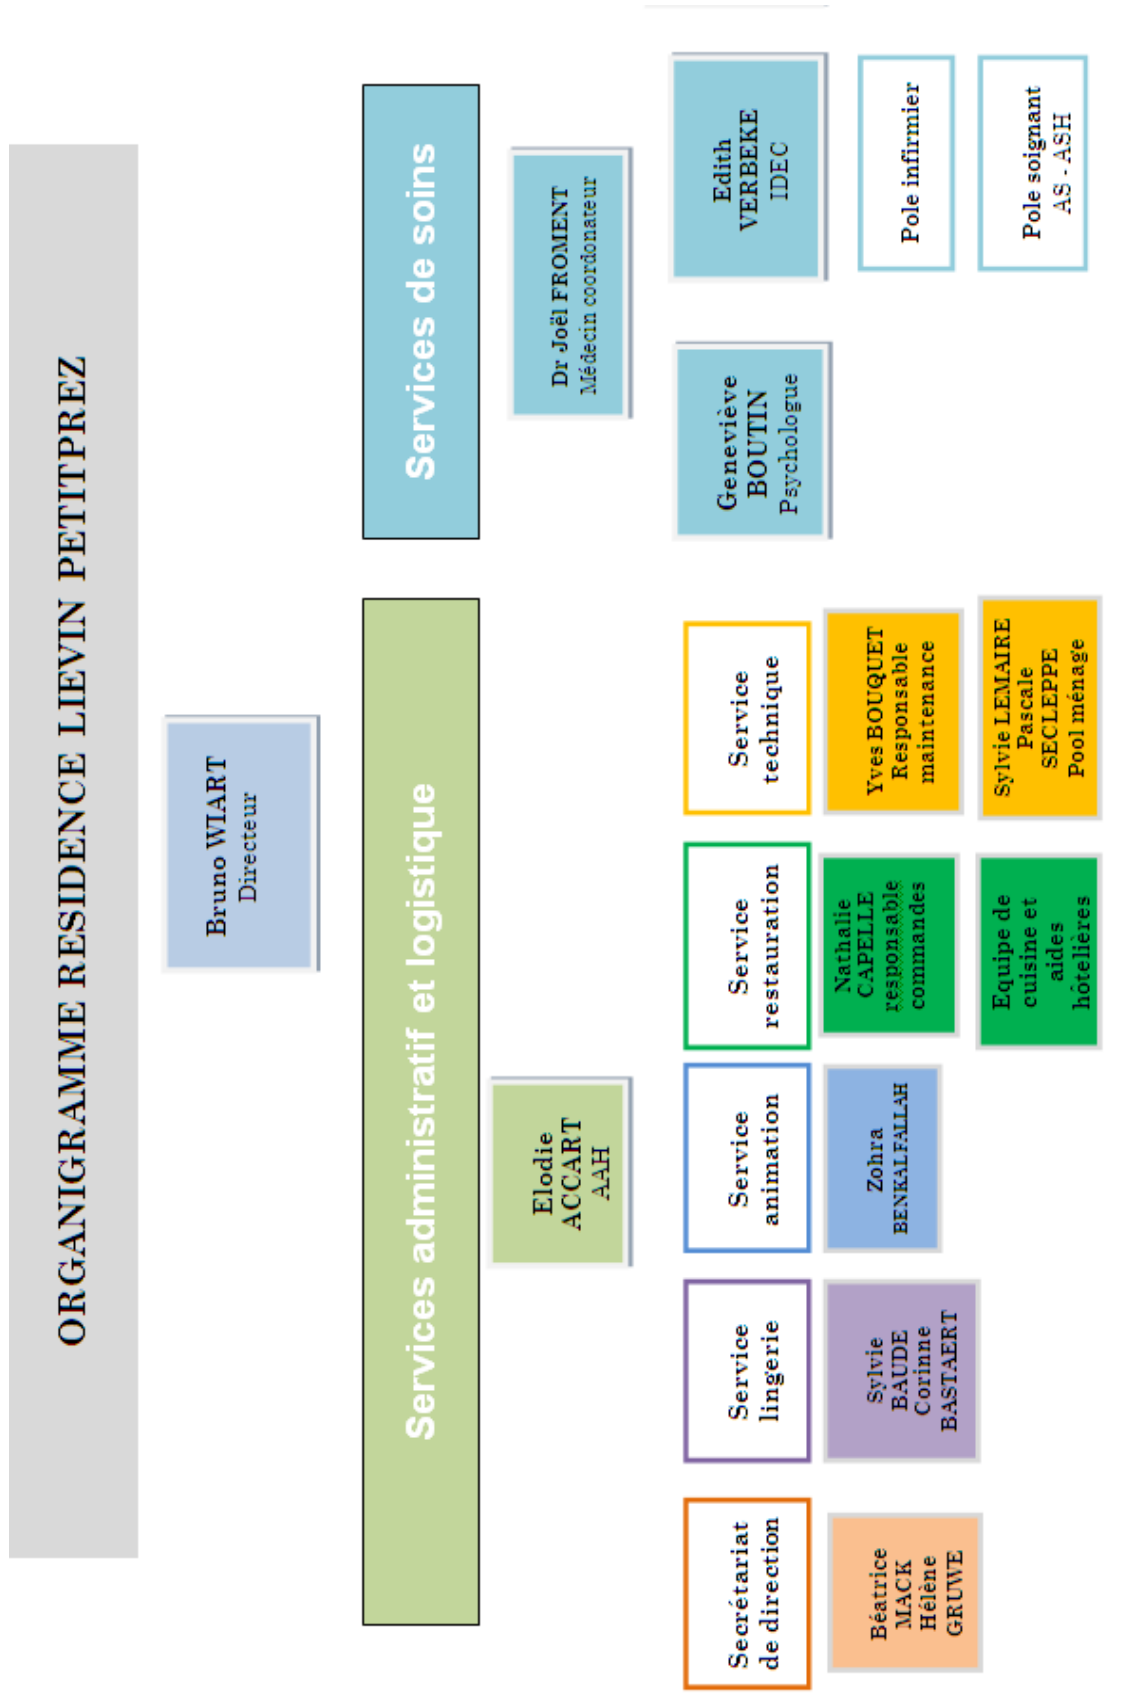 ORGANIGRAMME RESIDENCE LIEVIN PETITPREZ
Bruno WIART
Directeur
Services administratif et logistique
Services de soins
Elodie
ACCART
AAH
Dr Joël FROMENT
Médecin coordonateur
Secrétariat
de direction
Service
lingerie
Service
animation
Service
restauration
Service
technique
Geneviève
BOUTIN
Psychologue
Edith
VERBEKE
IDEC
Béatrice
MACK
Hélène
GRUWE
Sylvie
BAUDE
Corinne
BASTAERT
Zohra
BENKALFALLAH
Nathalie
CAPELLE
responsable
commandes
Yves BOUQUET
Responsable
maintenance
Pole infirmier
Equipe de
cuisine et
aides
hôtelières
Sylvie LEMAIRE
Pascale
SECLEPPE
Pool ménage
Pole soignant
AS - ASH